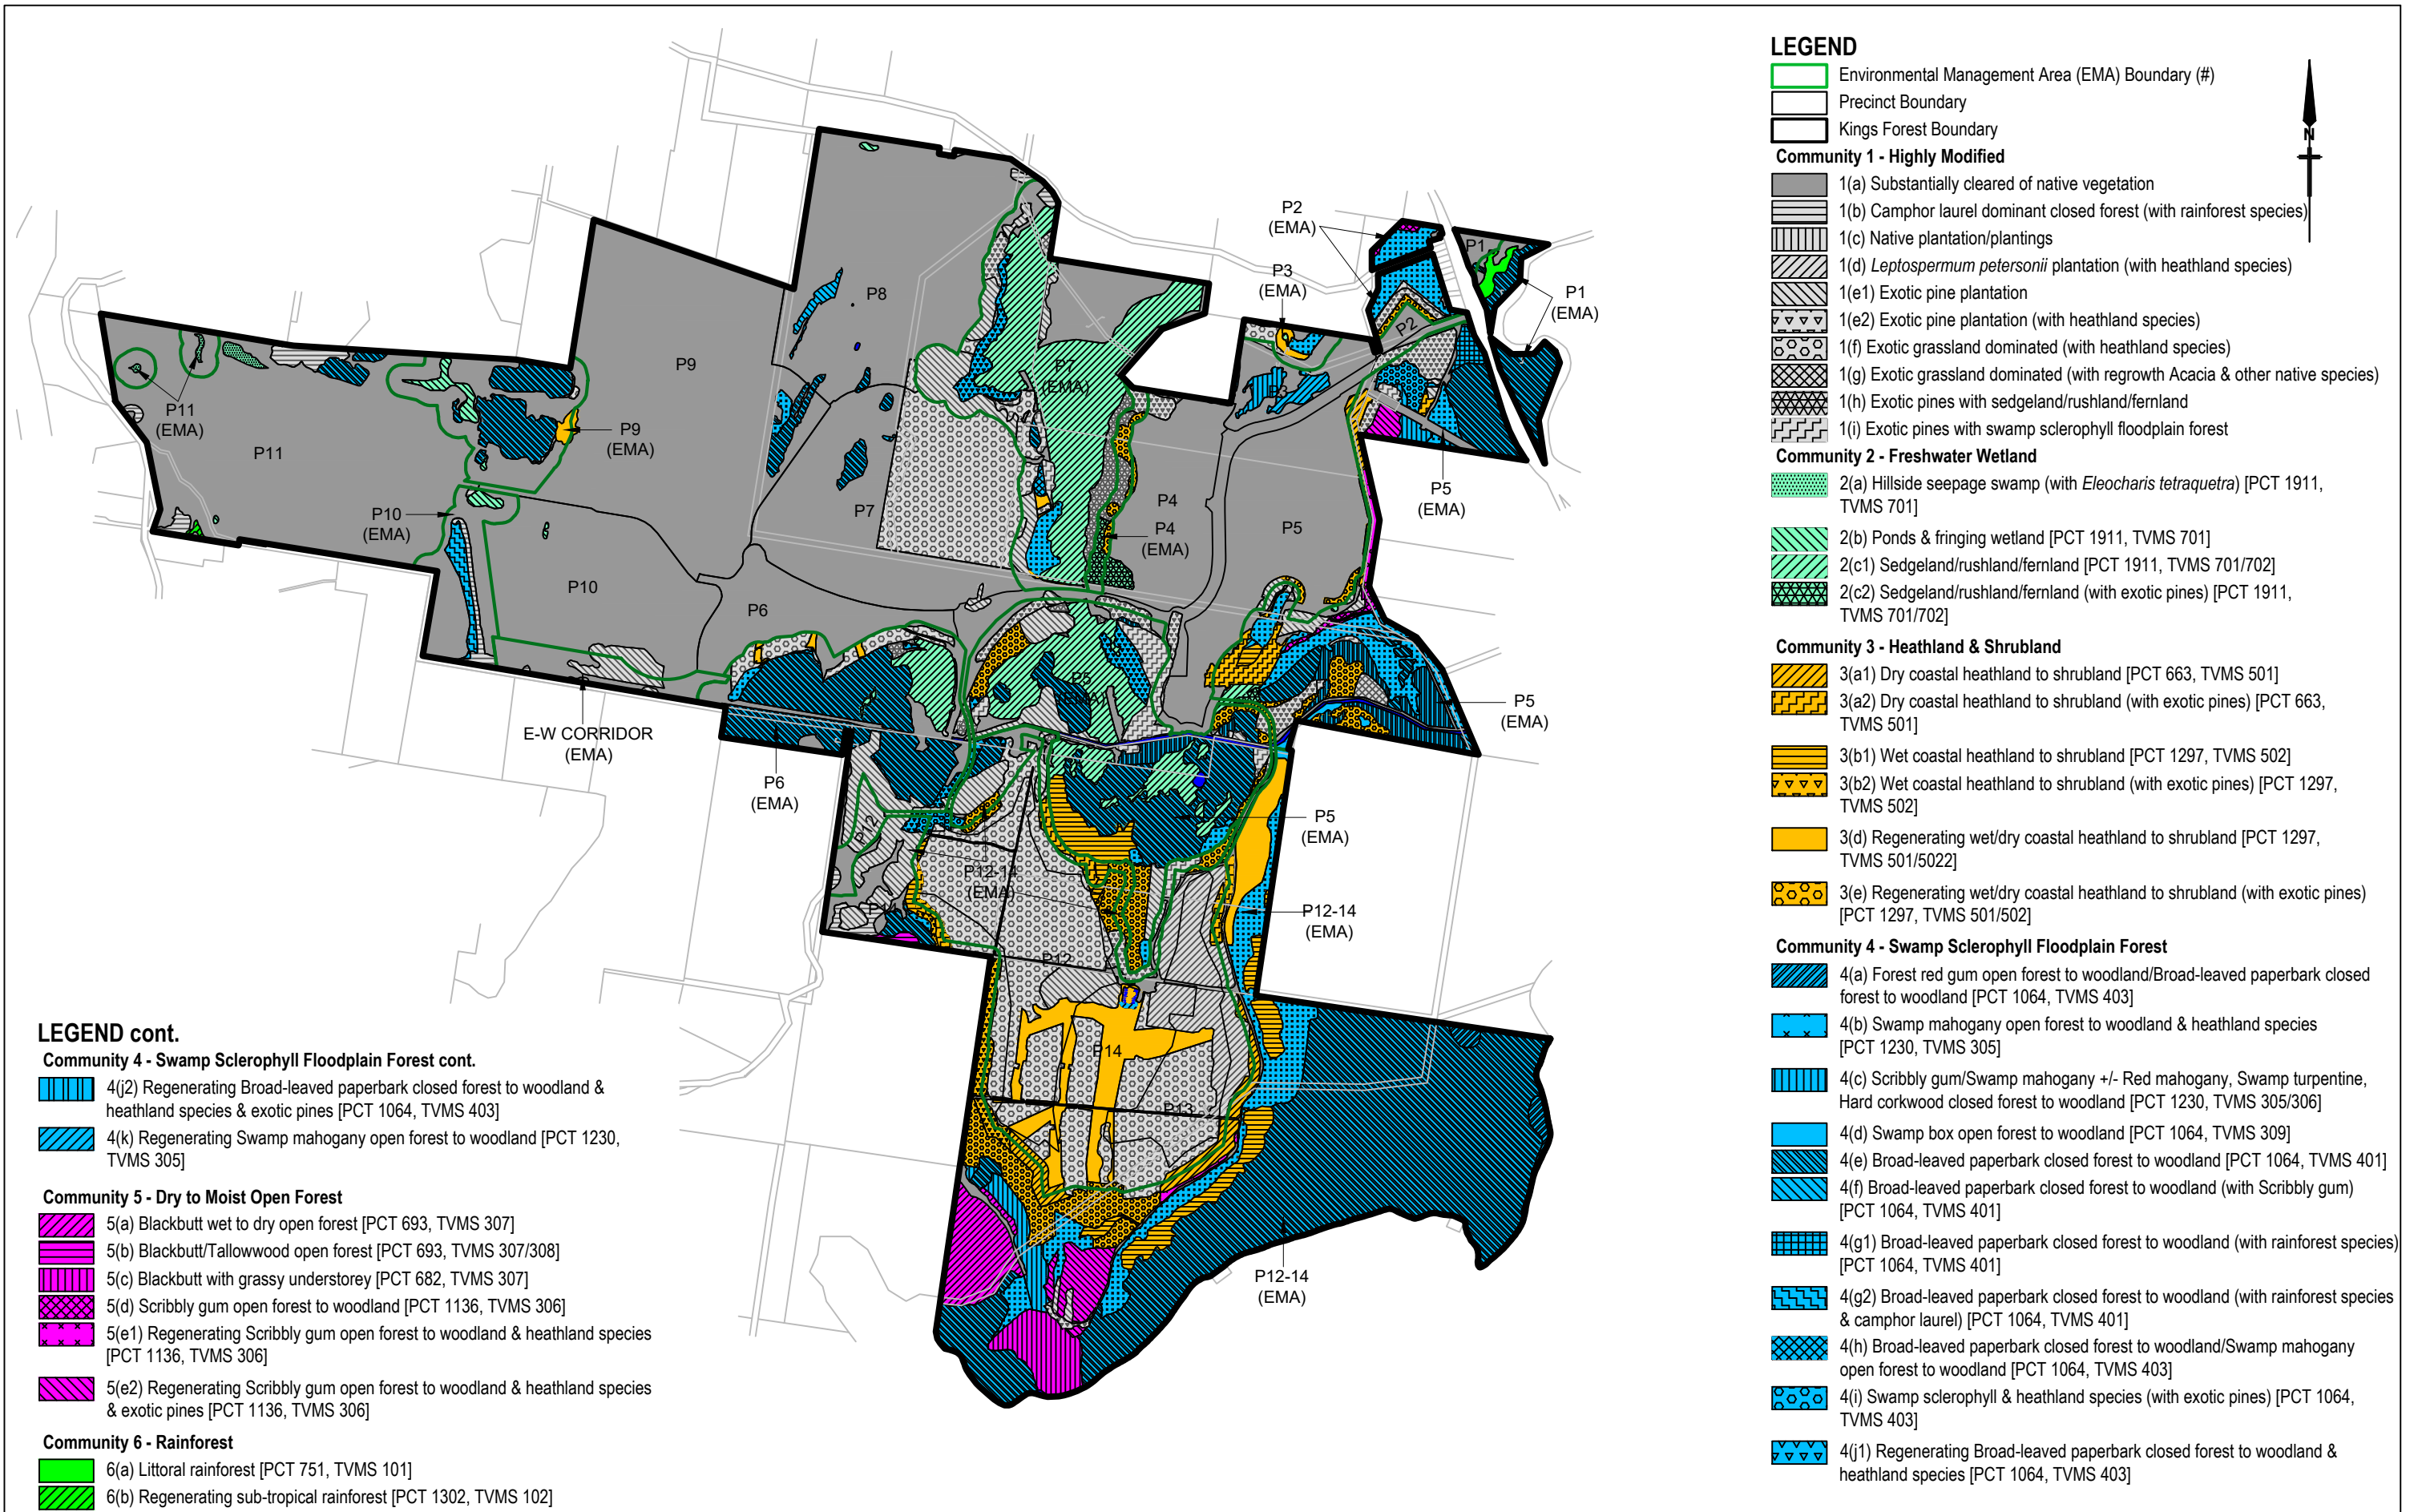 LEGEND
Environmental Management Area (EMA) Boundary (#)
Precinct Boundary
Kings Forest Boundary
Community 1 - Highly Modified
1(a) Substantially cleared of native vegetation
1(b) Camphor laurel dominant closed forest (with rainforest species)
1(c) Native plantation/plantings
1(d) Leptospermum petersonii plantation (with heathland species)
1(e1) Exotic pine plantation
1(e2) Exotic pine plantation (with heathland species)
1(f) Exotic grassland dominated (with heathland species)
1(g) Exotic grassland dominated (with regrowth Acacia & other native species)
1(h) Exotic pines with sedgeland/rushland/fernland
1(i) Exotic pines with swamp sclerophyll floodplain forest
Community 2 - Freshwater Wetland
2(a) Hillside seepage swamp (with Eleocharis tetraquetra) [PCT 1911,
TVMS 701]
2(b) Ponds & fringing wetland [PCT 1911, TVMS 701]
2(c1) Sedgeland/rushland/fernland [PCT 1911, TVMS 701/702]
2(c2) Sedgeland/rushland/fernland (with exotic pines) [PCT 1911,
TVMS 701/702]
Community 3 - Heathland & Shrubland
3(a1) Dry coastal heathland to shrubland [PCT 663, TVMS 501]
3(a2) Dry coastal heathland to shrubland (with exotic pines) [PCT 663,
TVMS 501]
3(b1) Wet coastal heathland to shrubland [PCT 1297, TVMS 502]
3(b2) Wet coastal heathland to shrubland (with exotic pines) [PCT 1297,
TVMS 502]
3(d) Regenerating wet/dry coastal heathland to shrubland [PCT 1297,
TVMS 501/5022]
3(e) Regenerating wet/dry coastal heathland to shrubland (with exotic pines)
[PCT 1297, TVMS 501/502]
Community 4 - Swamp Sclerophyll Floodplain Forest
4(a) Forest red gum open forest to woodland/Broad-leaved paperbark closed
forest to woodland [PCT 1064, TVMS 403]
4(b) Swamp mahogany open forest to woodland & heathland species
[PCT 1230, TVMS 305]
4(c) Scribbly gum/Swamp mahogany +/- Red mahogany, Swamp turpentine,
Hard corkwood closed forest to woodland [PCT 1230, TVMS 305/306]
4(d) Swamp box open forest to woodland [PCT 1064, TVMS 309]
4(e) Broad-leaved paperbark closed forest to woodland [PCT 1064, TVMS 401]
4(f) Broad-leaved paperbark closed forest to woodland (with Scribbly gum)
[PCT 1064, TVMS 401]
4(g1) Broad-leaved paperbark closed forest to woodland (with rainforest species)
[PCT 1064, TVMS 401]
4(g2) Broad-leaved paperbark closed forest to woodland (with rainforest species
& camphor laurel) [PCT 1064, TVMS 401]
4(h) Broad-leaved paperbark closed forest to woodland/Swamp mahogany
open forest to woodland [PCT 1064, TVMS 403]
4(i) Swamp sclerophyll & heathland species (with exotic pines) [PCT 1064,
TVMS 403]
4(j1) Regenerating Broad-leaved paperbark closed forest to woodland &
heathland species [PCT 1064, TVMS 403]
LEGEND cont.
Community 4 - Swamp Sclerophyll Floodplain Forest cont.
4(j2) Regenerating Broad-leaved paperbark closed forest to woodland &
heathland species & exotic pines [PCT 1064, TVMS 403]
4(k) Regenerating Swamp mahogany open forest to woodland [PCT 1230,
TVMS 305]
Community 5 - Dry to Moist Open Forest
5(a) Blackbutt wet to dry open forest [PCT 693, TVMS 307]
5(b) Blackbutt/Tallowwood open forest [PCT 693, TVMS 307/308]
5(c) Blackbutt with grassy understorey [PCT 682, TVMS 307]
5(d) Scribbly gum open forest to woodland [PCT 1136, TVMS 306]
5(e1) Regenerating Scribbly gum open forest to woodland & heathland species
[PCT 1136, TVMS 306]
5(e2) Regenerating Scribbly gum open forest to woodland & heathland species
& exotic pines [PCT 1136, TVMS 306]
Community 6 - Rainforest
6(a) Littoral rainforest [PCT 751, TVMS 101]
6(b) Regenerating sub-tropical rainforest [PCT 1302, TVMS 102]
N
P2
(EMA)
P1
P3
(EMA)
P1
(EMA)
P8
P2
P9
P7
(EMA)
P3
P11
(EMA)
P9
(EMA)
P11
P5
(EMA)
P10
(EMA)
P7
P4
P4
(EMA)
P5
P10
P6
P5
(EMA)
P5
(EMA)
E-W CORRIDOR
(EMA)
P6
(EMA)
P5
(EMA)
P12
P12-14
(EMA)
P12-14
(EMA)
P12
P14
P13
P12-14
(EMA)